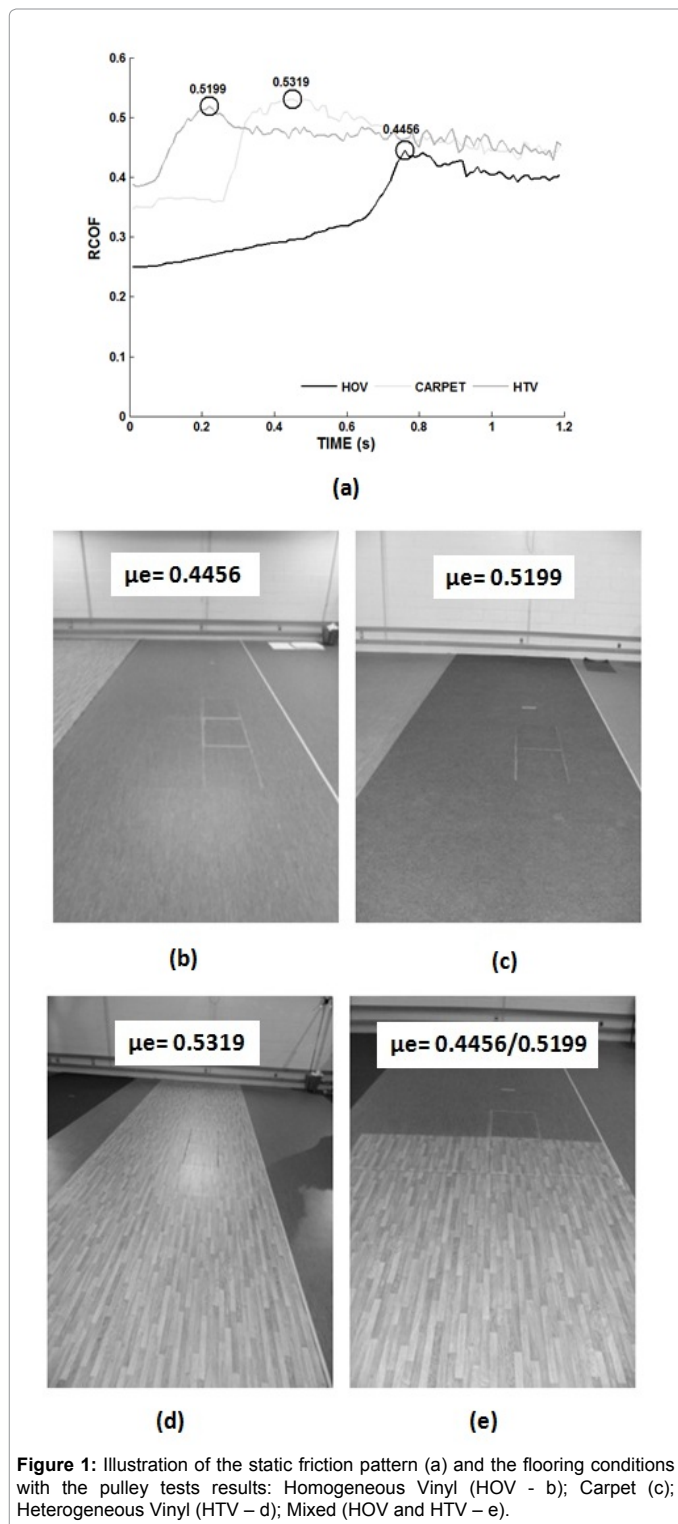 0.6
0.5
0.4
0.3
0.2
0.1
0
RCOF
0.5199
0.5319
0.4456
HOV CARPET HTV
0 0.2 0.4 0.6 0.8 1 1.2
TIME (s)
(a)
μe= 0.4456
μe= 0.5199
(b)
(c)
μe= 0.5319
μe= 0.4456/0.5199
(d)
(e)
Figure 1: Illustration of the static friction pattern (a) and the flooring conditions
with the pulley tests results: Homogeneous Vinyl (HOV - b); Carpet (c);
Heterogeneous Vinyl (HTV – d); Mixed (HOV and HTV – e).